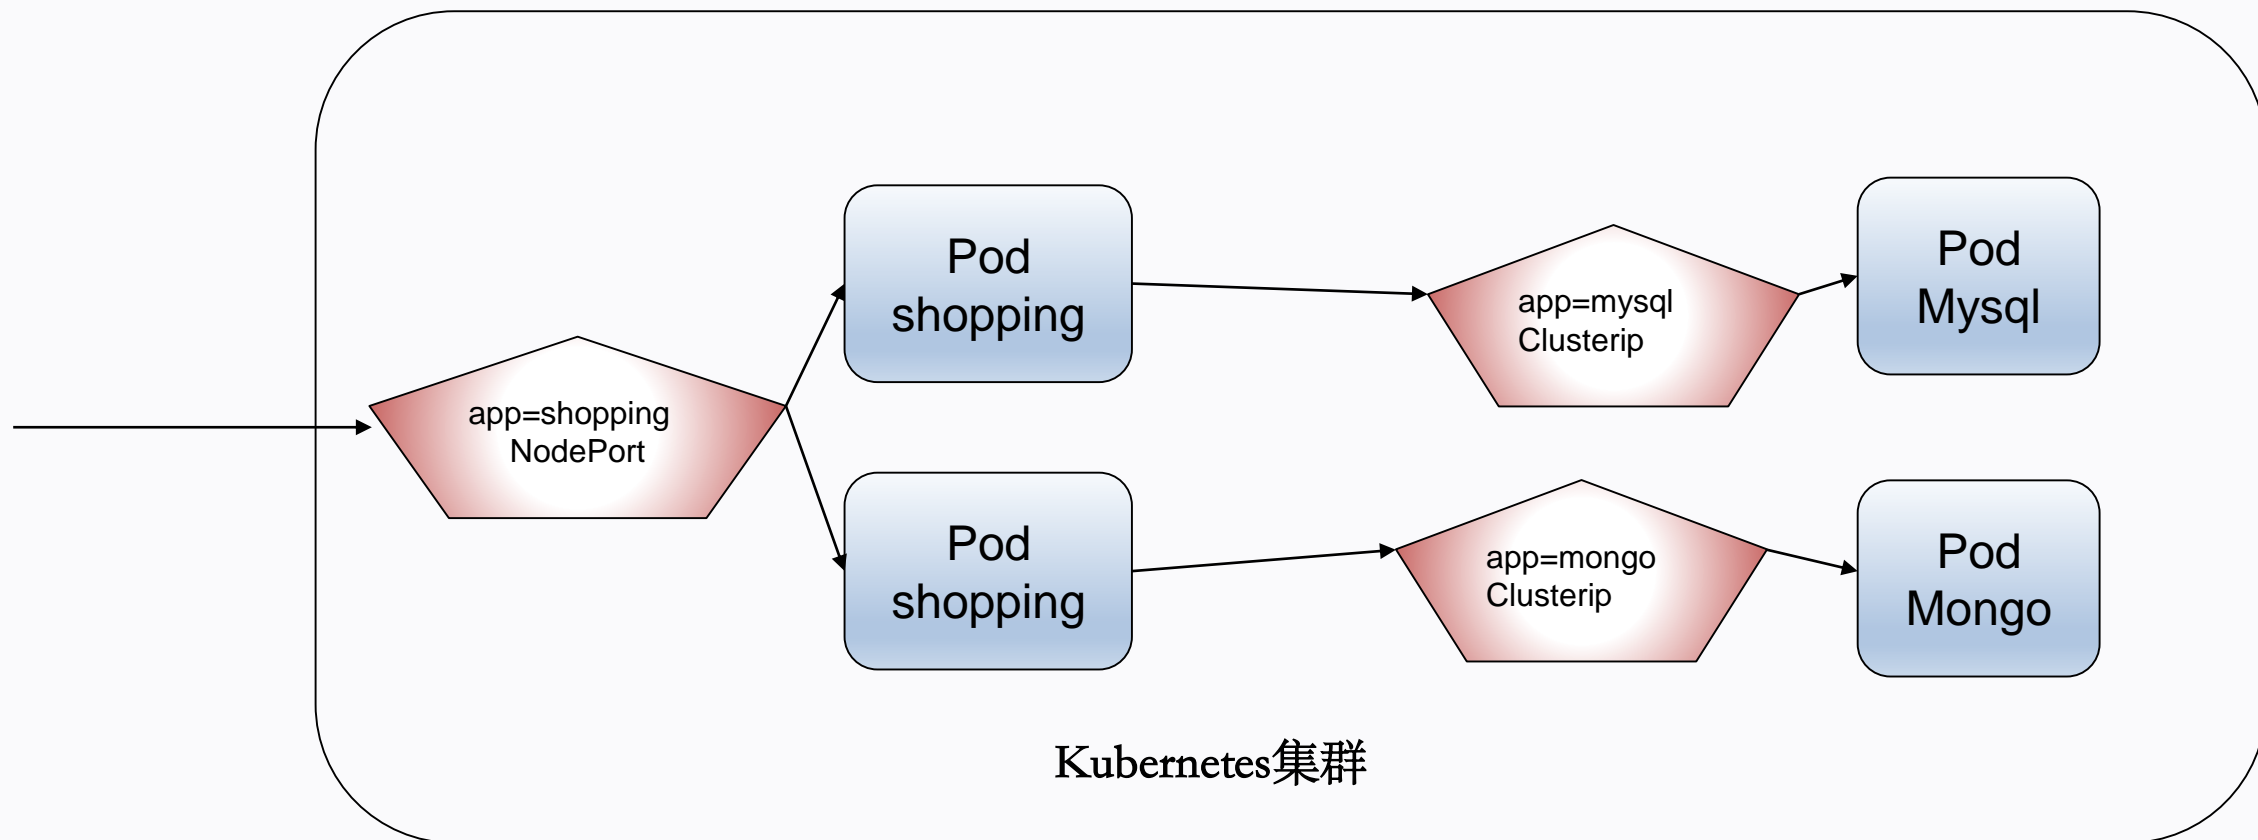 app=shopping
NodePort
Pod
shopping
Pod
shopping
app=mysql
Clusterip
app=mongo
Clusterip
Pod
Mysql
Pod
Mongo
Kubernetes集群